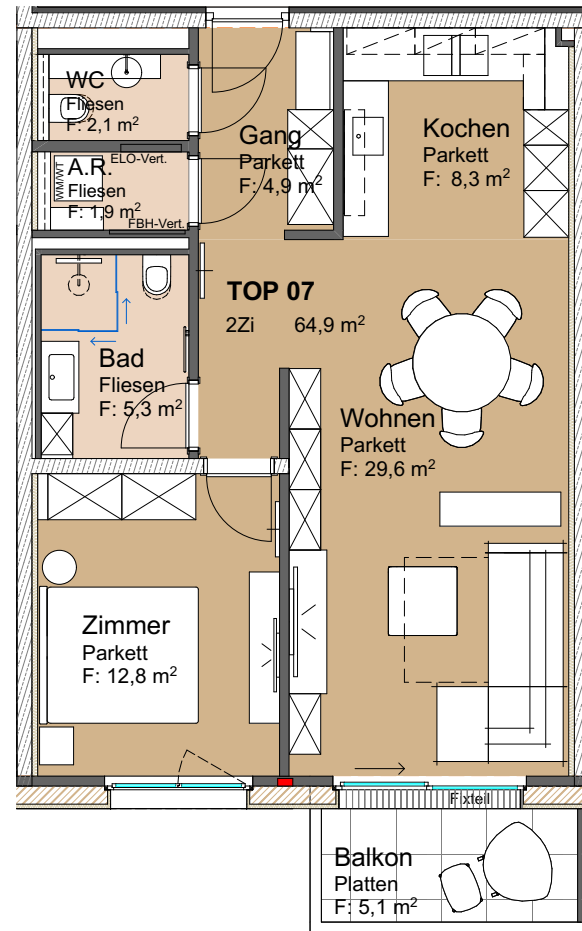 WC
Fliesen
F: 2,1 m²
ELO-Vert.
A.R.
Fliesen
F: 1,9 m²
WM/WT
FBH-Vert.
Gang
Parkett
F: 4,9 m²
Kochen
Parkett
F: 8,3 m²
TOP 07
2Zi 64,9 m²
Bad
Fliesen
F: 5,3 m²
Wohnen
Parkett
F: 29,6 m²
Zimmer
Parkett
F: 12,8 m²
Fixteil
Balkon
Platten
F: 5,1 m²